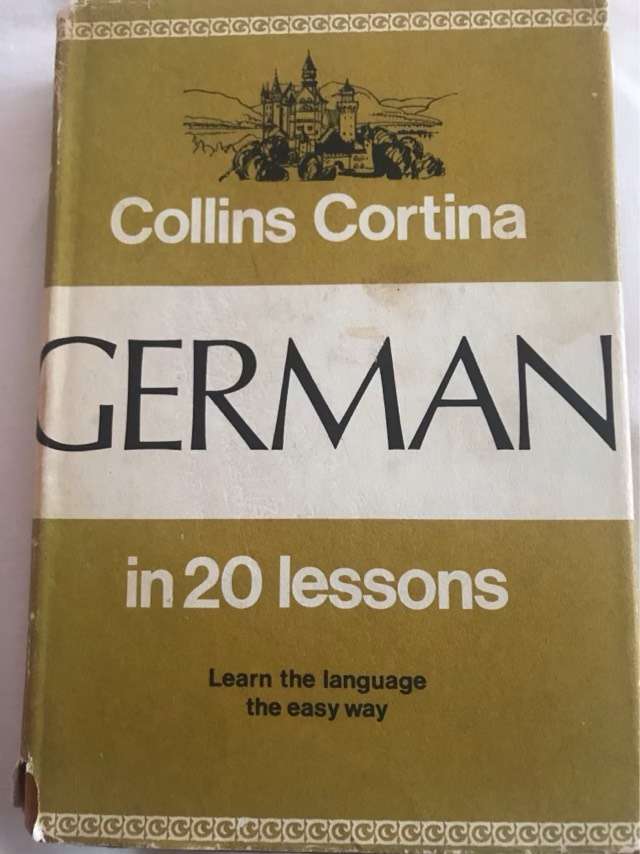 Collins Cortina
GERMAN
in 20 lessons
Learn the language
the easy way